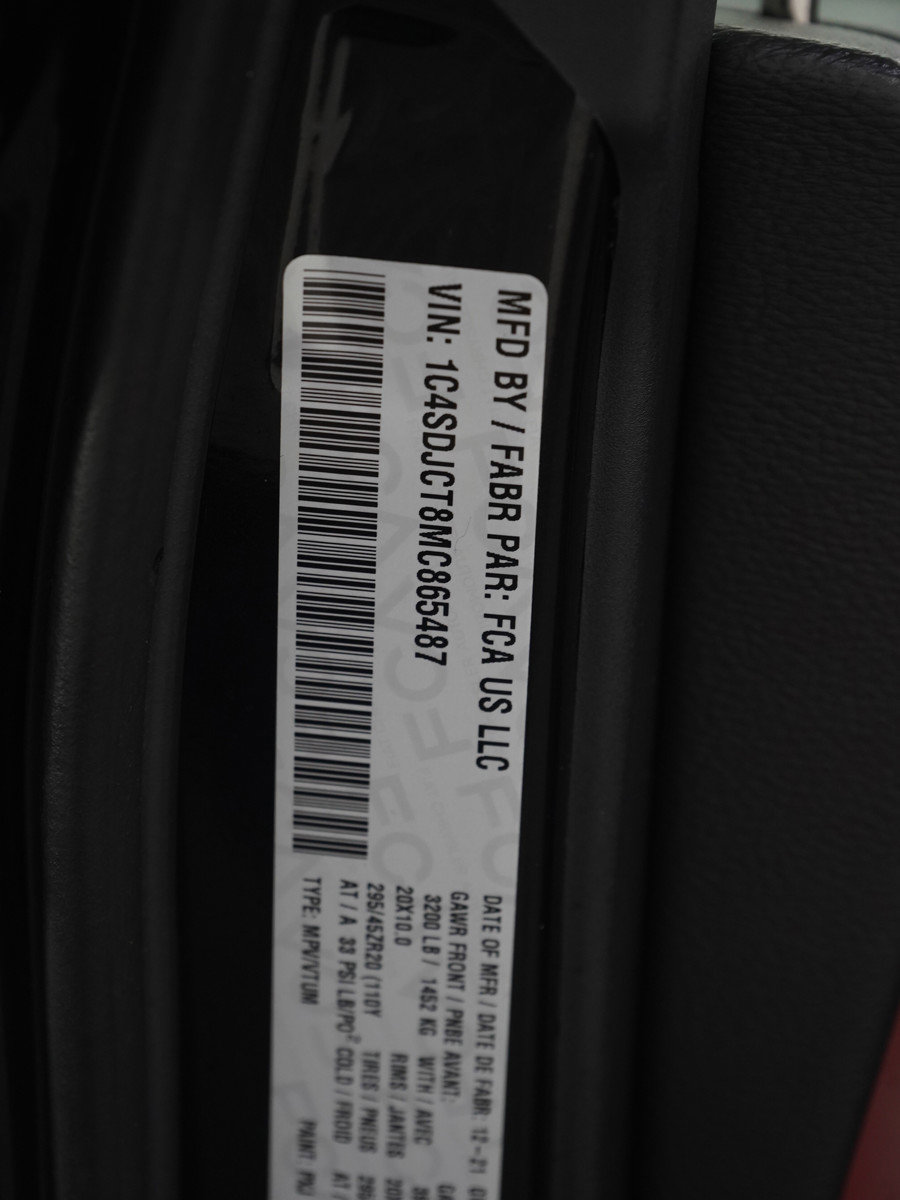 MFD BY / FABR PAR: FCA US LLC
VIN: 1C4SDJCT8MC865487
DATE OF MFR / DATE DE FABR: 12-21
GAWR FRONT / PNBE AVANT:
3200 LB / 1452 KG WITH / AVEC
20X10.0 RIMS / JANTES
295/45ZR20 (110Y TIRES / PNEUS
AT / A 33 PSI LB/PO² COLD / FROID AT /
TYPE: MPV/VTUM PAINT: